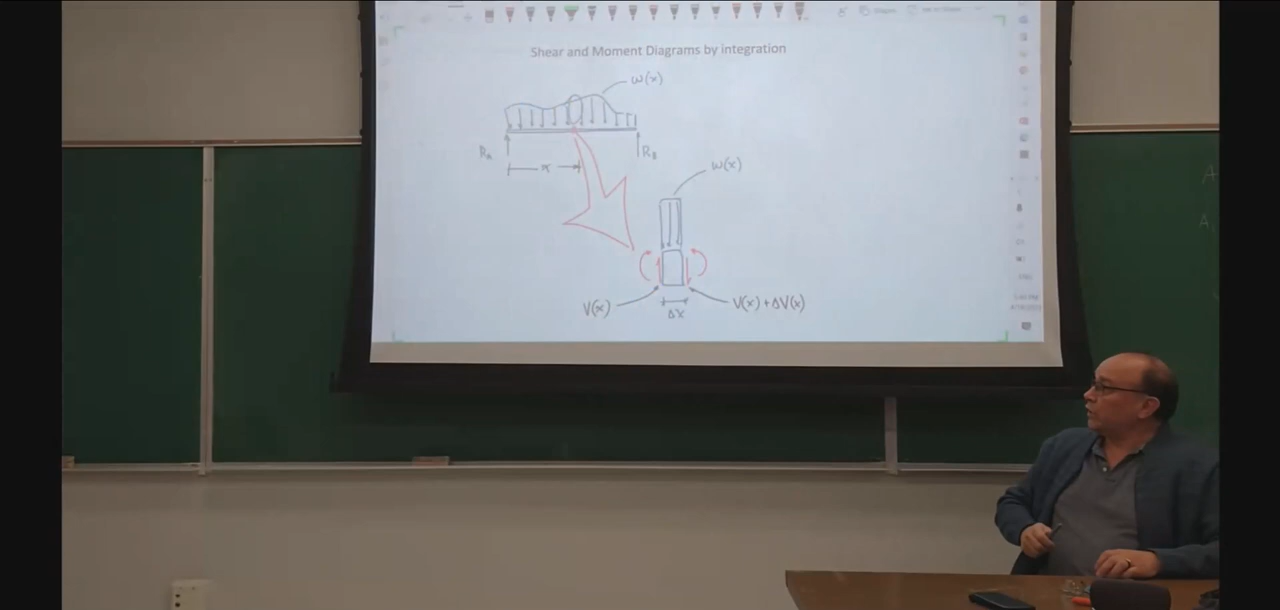 Shear and Moment Diagrams by integration
w(x)
R_A
R_B
x
w(x)
V(x)
V(x) + ΔV(x)
Δx